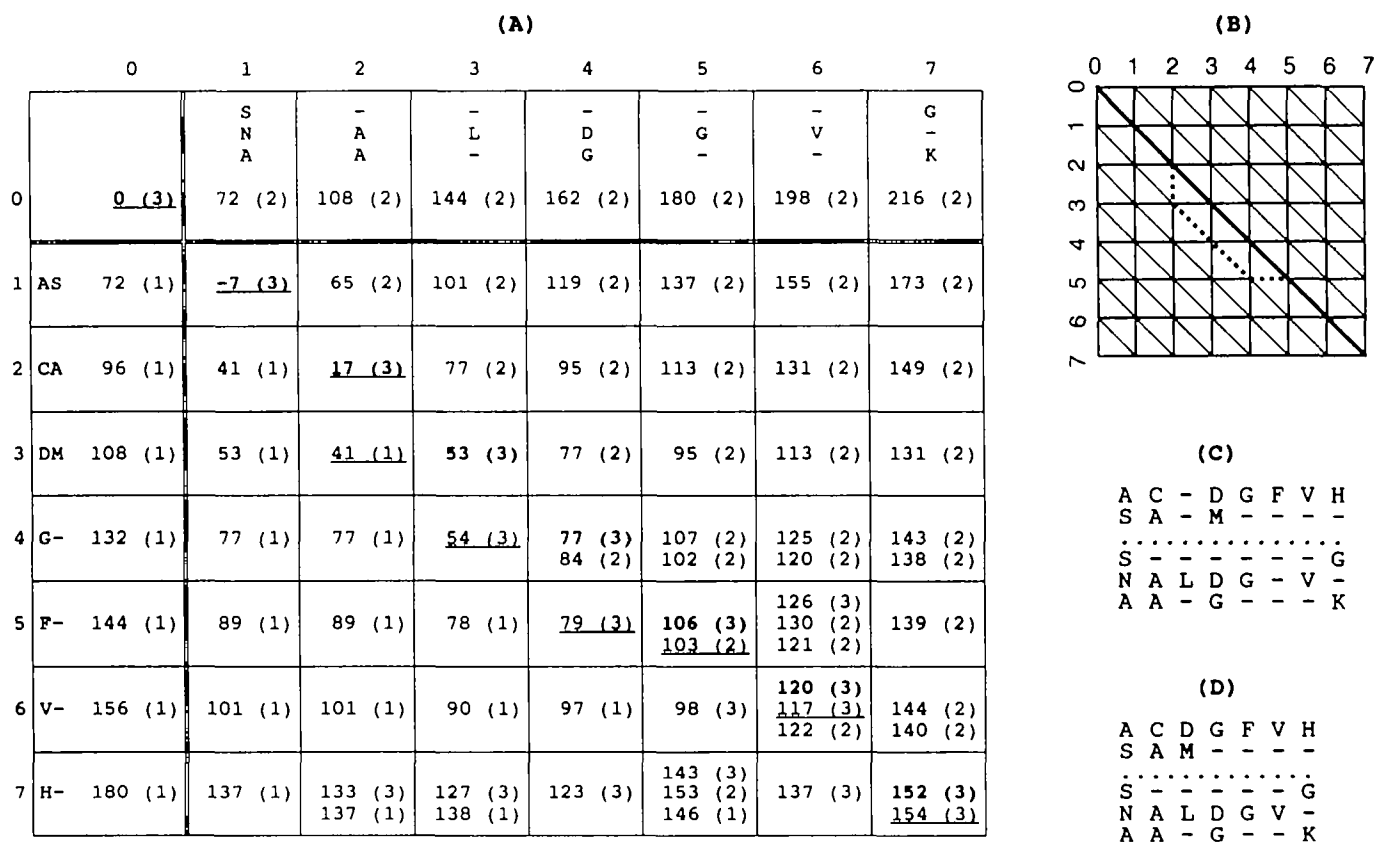 (A)
0 1 2 3 4 5 6 7
S - - - - - G
N A L D G V -
A A - G - - K
0 0 (3) 72 (2) 108 (2) 144 (2) 162 (2) 180 (2) 198 (2) 216 (2)
1 AS 72 (1) -7 (3) 65 (2) 101 (2) 119 (2) 137 (2) 155 (2) 173 (2)
2 CA 96 (1) 41 (1) 17 (3) 77 (2) 95 (2) 113 (2) 131 (2) 149 (2)
3 DM 108 (1) 53 (1) 41 (1) 53 (3) 77 (2) 95 (2) 113 (2) 131 (2)
4 G- 132 (1) 77 (1) 77 (1) 54 (3) 77 (3) 107 (2) 125 (2) 143 (2)
84 (2) 102 (2) 120 (2) 138 (2)
126 (3)
5 F- 144 (1) 89 (1) 89 (1) 78 (1) 79 (3) 106 (3) 130 (2) 139 (2)
103 (2) 121 (2)
120 (3)
6 V- 156 (1) 101 (1) 101 (1) 90 (1) 97 (1) 98 (3) 117 (3) 144 (2)
122 (2) 140 (2)
143 (3)
7 H- 180 (1) 137 (1) 133 (3) 127 (3) 123 (3) 153 (2) 137 (3) 152 (3)
137 (1) 138 (1) 146 (1) 154 (3)
(B)
0 1 2 3 4 5 6 7
0
1
2
3
4
5
6
7
(C)
A C - D G F V H
S A - M - - - -
S - - - - - - G
N A L D G - V -
A A - G - - - K
(D)
A C D G F V H
S A M - - - -
S - - - - - G
N A L D G V -
A A - G - - K